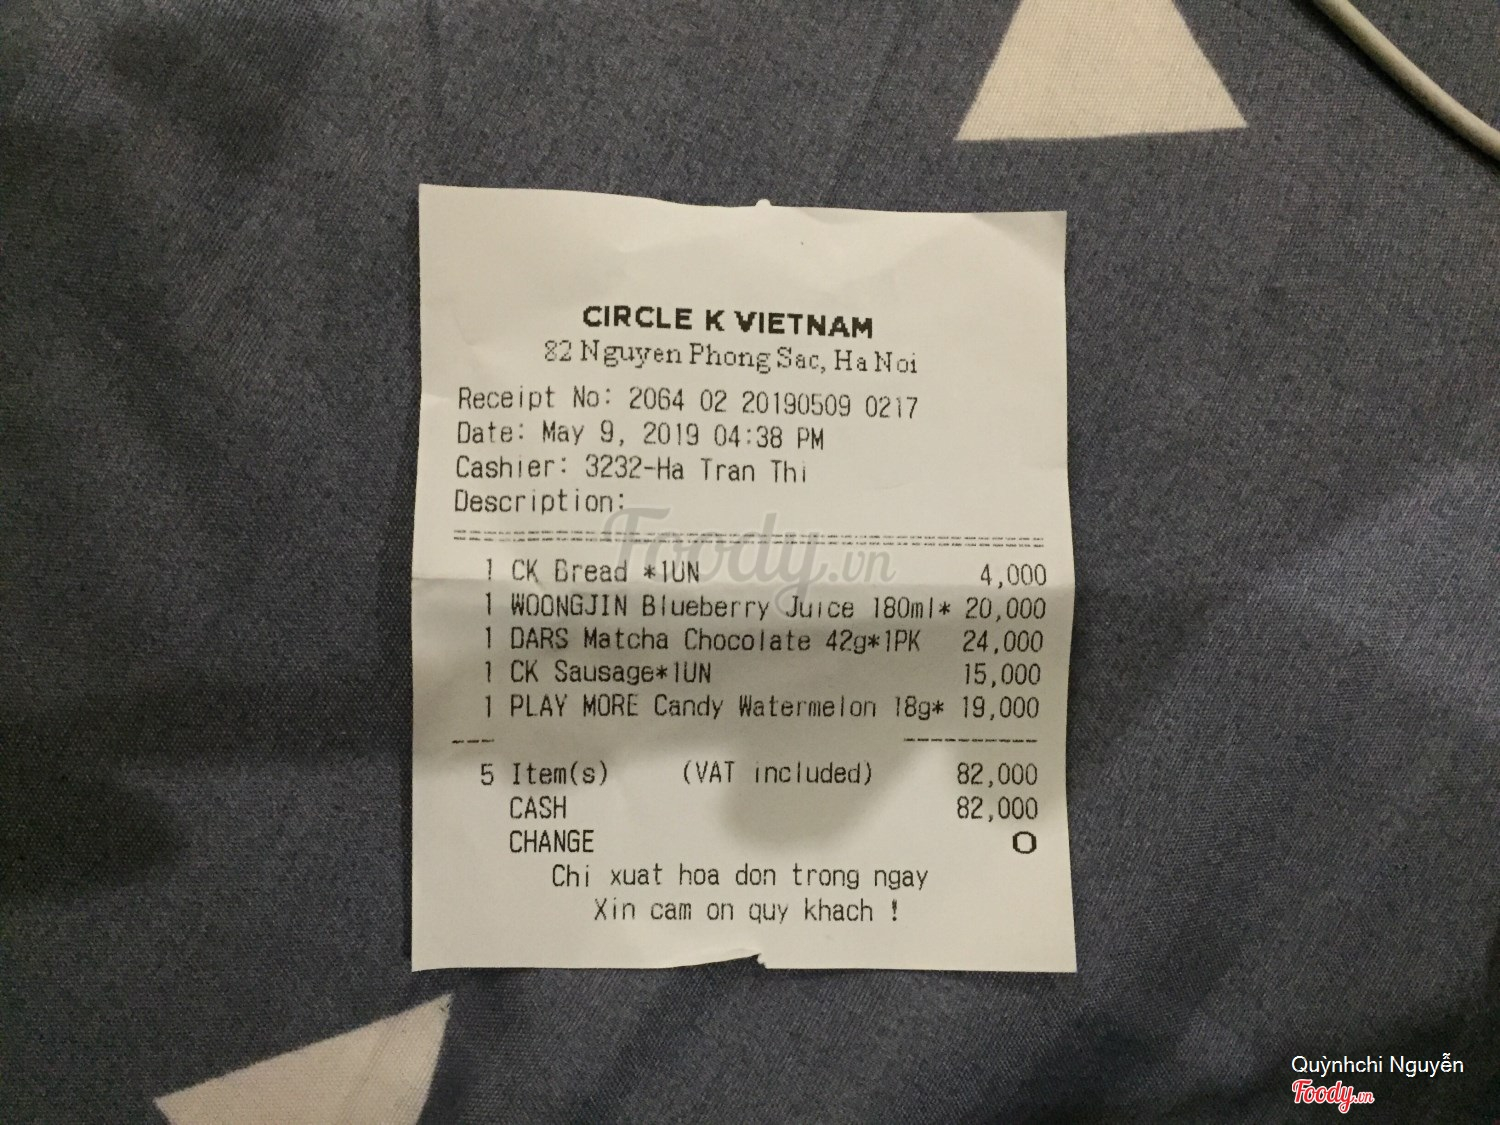 CIRCLE K VIETNAM
82 Nguyen Phong Sac, Ha Noi
Receipt No: 2064 02 20190509 0217
Date: May 9, 2019 04:38 PM
Cashier: 3232-Ha Tran Thi
Description:
Foody.vn
1 CK Bread *1UN 4,000
1 WOONGJIN Blueberry Juice 180ml* 20,000
1 DARS Matcha Chocolate 42g*1PK 24,000
1 CK Sausage*1UN 15,000
1 PLAY MORE Candy Watermelon 18g* 19,000
5 Item(s) (VAT included) 82,000
CASH 82,000
CHANGE 0
Chi xuat hoa don trong ngay
Xin cam on quy khach !
Quỳnhchi Nguyễn
Foody.vn